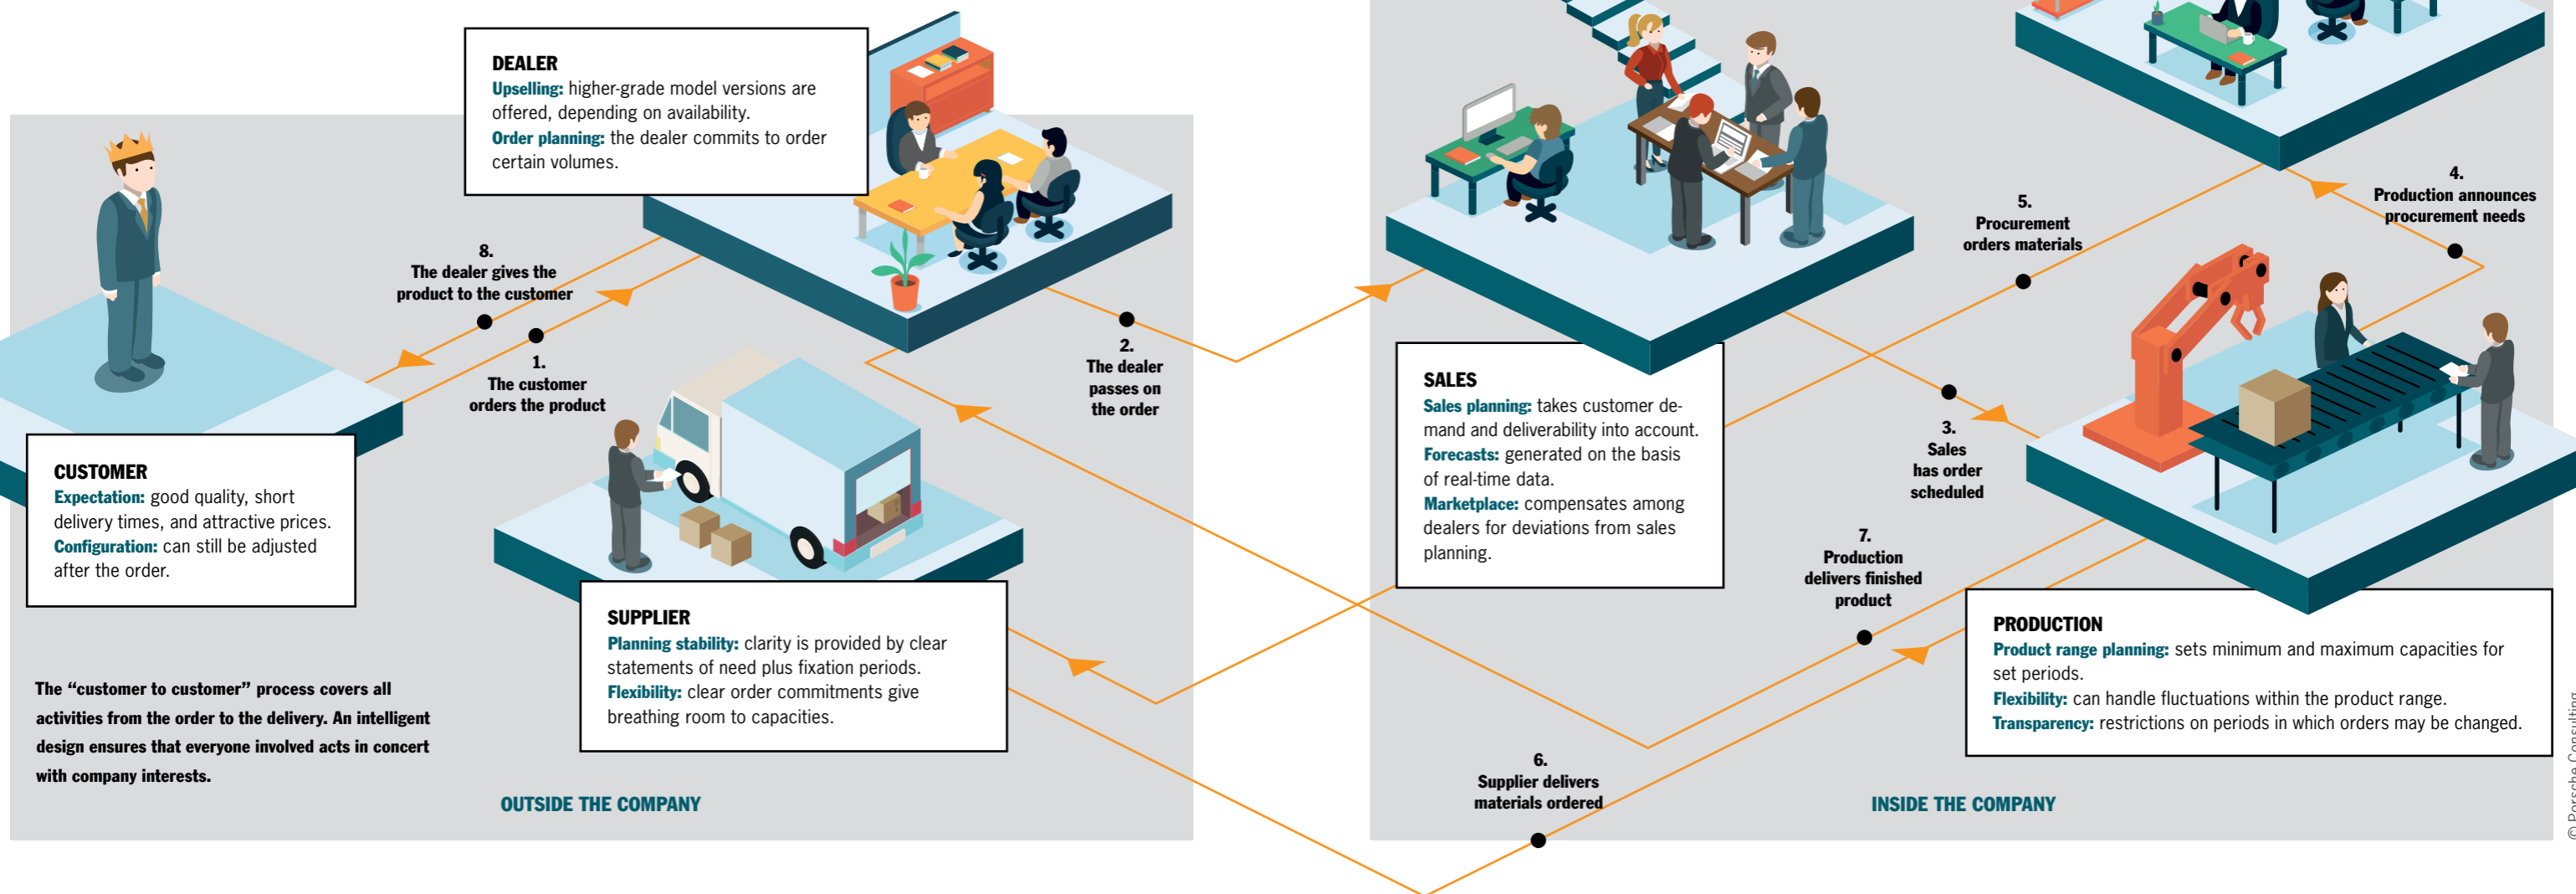 DEALER
Upselling: higher-grade model versions are
offered, depending on availability.
Order planning: the dealer commits to order
certain volumes.
4.
Production announces
procurement needs
5.
Procurement
orders materials
8.
The dealer gives the
product to the customer
1.
The customer
orders the product
2.
The dealer
passes on
the order
SALES
Sales planning: takes customer de-
mand and deliverability into account.
Forecasts: generated on the basis
of real-time data.
Marketplace: compensates among
dealers for deviations from sales
planning.
3.
Sales
has order
scheduled
CUSTOMER
Expectation: good quality, short
delivery times, and attractive prices.
Configuration: can still be adjusted
after the order.
7.
Production
delivers finished
product
SUPPLIER
Planning stability: clarity is provided by clear
statements of need plus fixation periods.
Flexibility: clear order commitments give
breathing room to capacities.
PRODUCTION
Product range planning: sets minimum and maximum capacities for
set periods.
Flexibility: can handle fluctuations within the product range.
Transparency: restrictions on periods in which orders may be changed.
The “customer to customer” process covers all
activities from the order to the delivery. An intelligent
design ensures that everyone involved acts in concert
with company interests.
6.
Supplier delivers
materials ordered
OUTSIDE THE COMPANY
INSIDE THE COMPANY
© Porsche Consulting